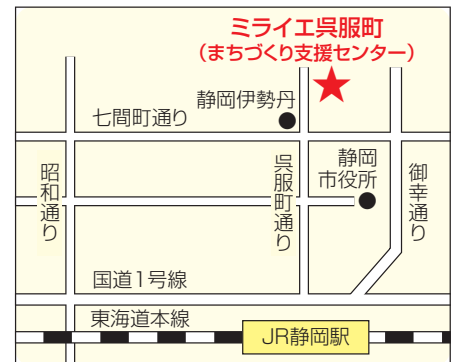 ミライエ呉服町
（まちづくり支援センター）
静岡伊勢丹
七間町通り
静岡
市役所
昭和通り
呉服町通り
御幸通り
国道1号線
東海道本線
JR静岡駅